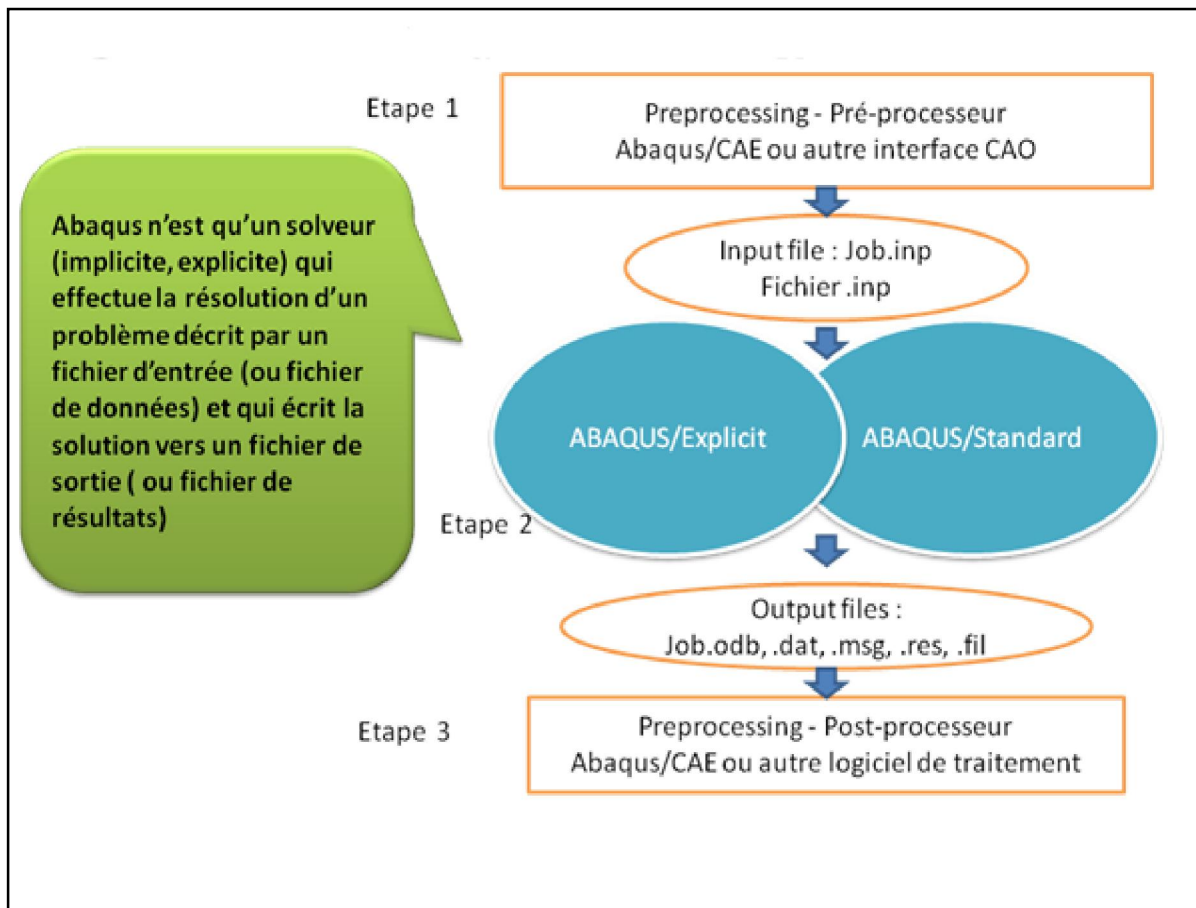 Etape 1
Preprocessing - Pré-processeur
Abaqus/CAE ou autre interface CAO
Abaqus n'est qu'un solveur
(implicite, explicite) qui
effectue la résolution d'un
problème décrit par un
fichier d'entrée (ou fichier
de données) et qui écrit la
solution vers un fichier de
sortie ( ou fichier de
résultats)
Input file : Job.inp
Fichier .inp
ABAQUS/Explicit
ABAQUS/Standard
Etape 2
Output files :
Job.odb, .dat, .msg, .res, .fil
Etape 3
Preprocessing - Post-processeur
Abaqus/CAE ou autre logiciel de traitement